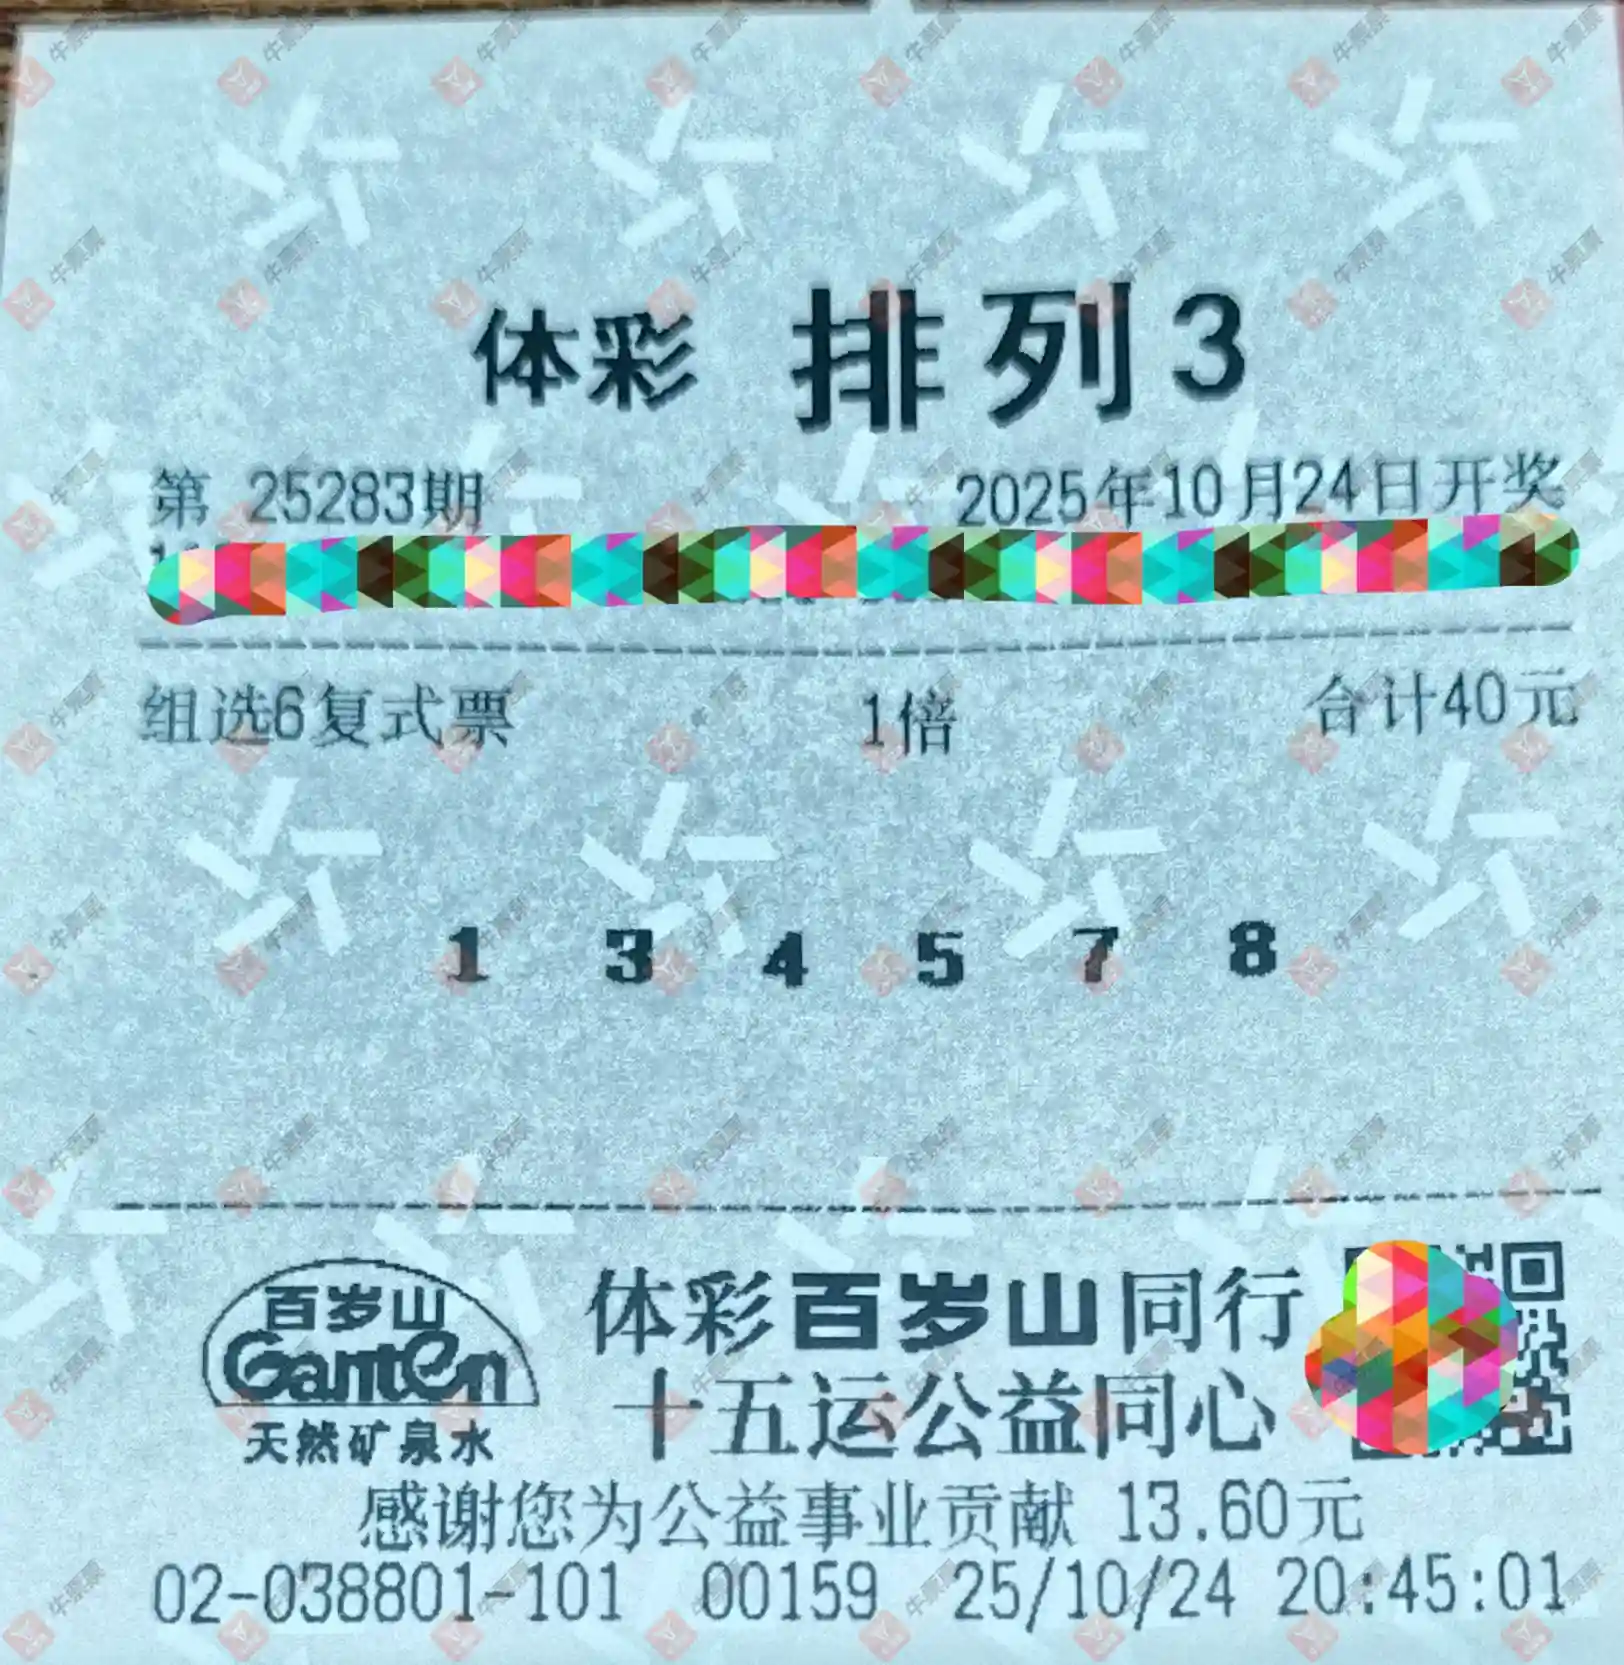 体彩 排列3
第 25283期 2025年10月24日开奖
组选6复式票 1倍 合计40元
1 3 4 5 7 8
百岁山
Ganten
天然矿泉水
体彩百岁山同行
十五运公益同心
感谢您为公益事业贡献 13.60元
02-038801-101 00159 25/10/24 20:45:01